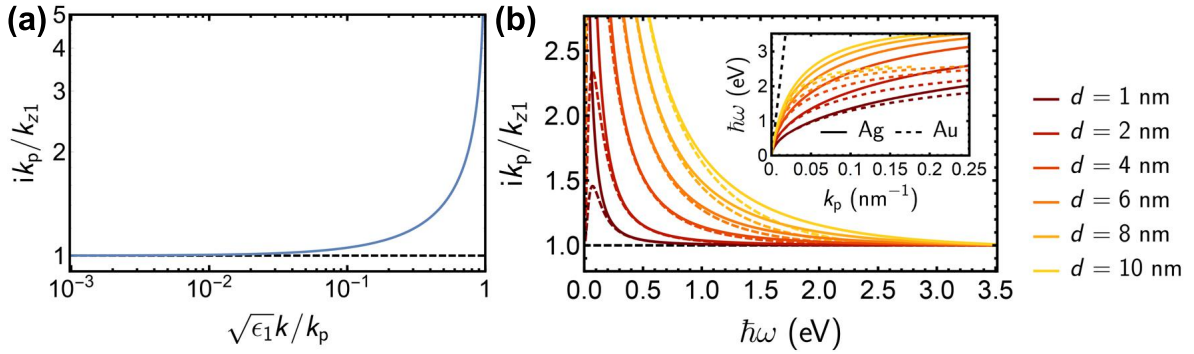 (a)
5
4
3
2
1
ik_p/k_z1
10^−3
10^−2
10^−1
1
√ϵ_1 k/k_p
(b)
2.5
2.0
1.5
1.0
ik_p/k_z1
0.0 0.5 1.0 1.5 2.0 2.5 3.0 3.5
ħω (eV)
3
2
1
0
ħω (eV)
Ag Au
0. 0.05 0.10 0.15 0.20 0.25
k_p (nm^−1)
d = 1 nm
d = 2 nm
d = 4 nm
d = 6 nm
d = 8 nm
d = 10 nm